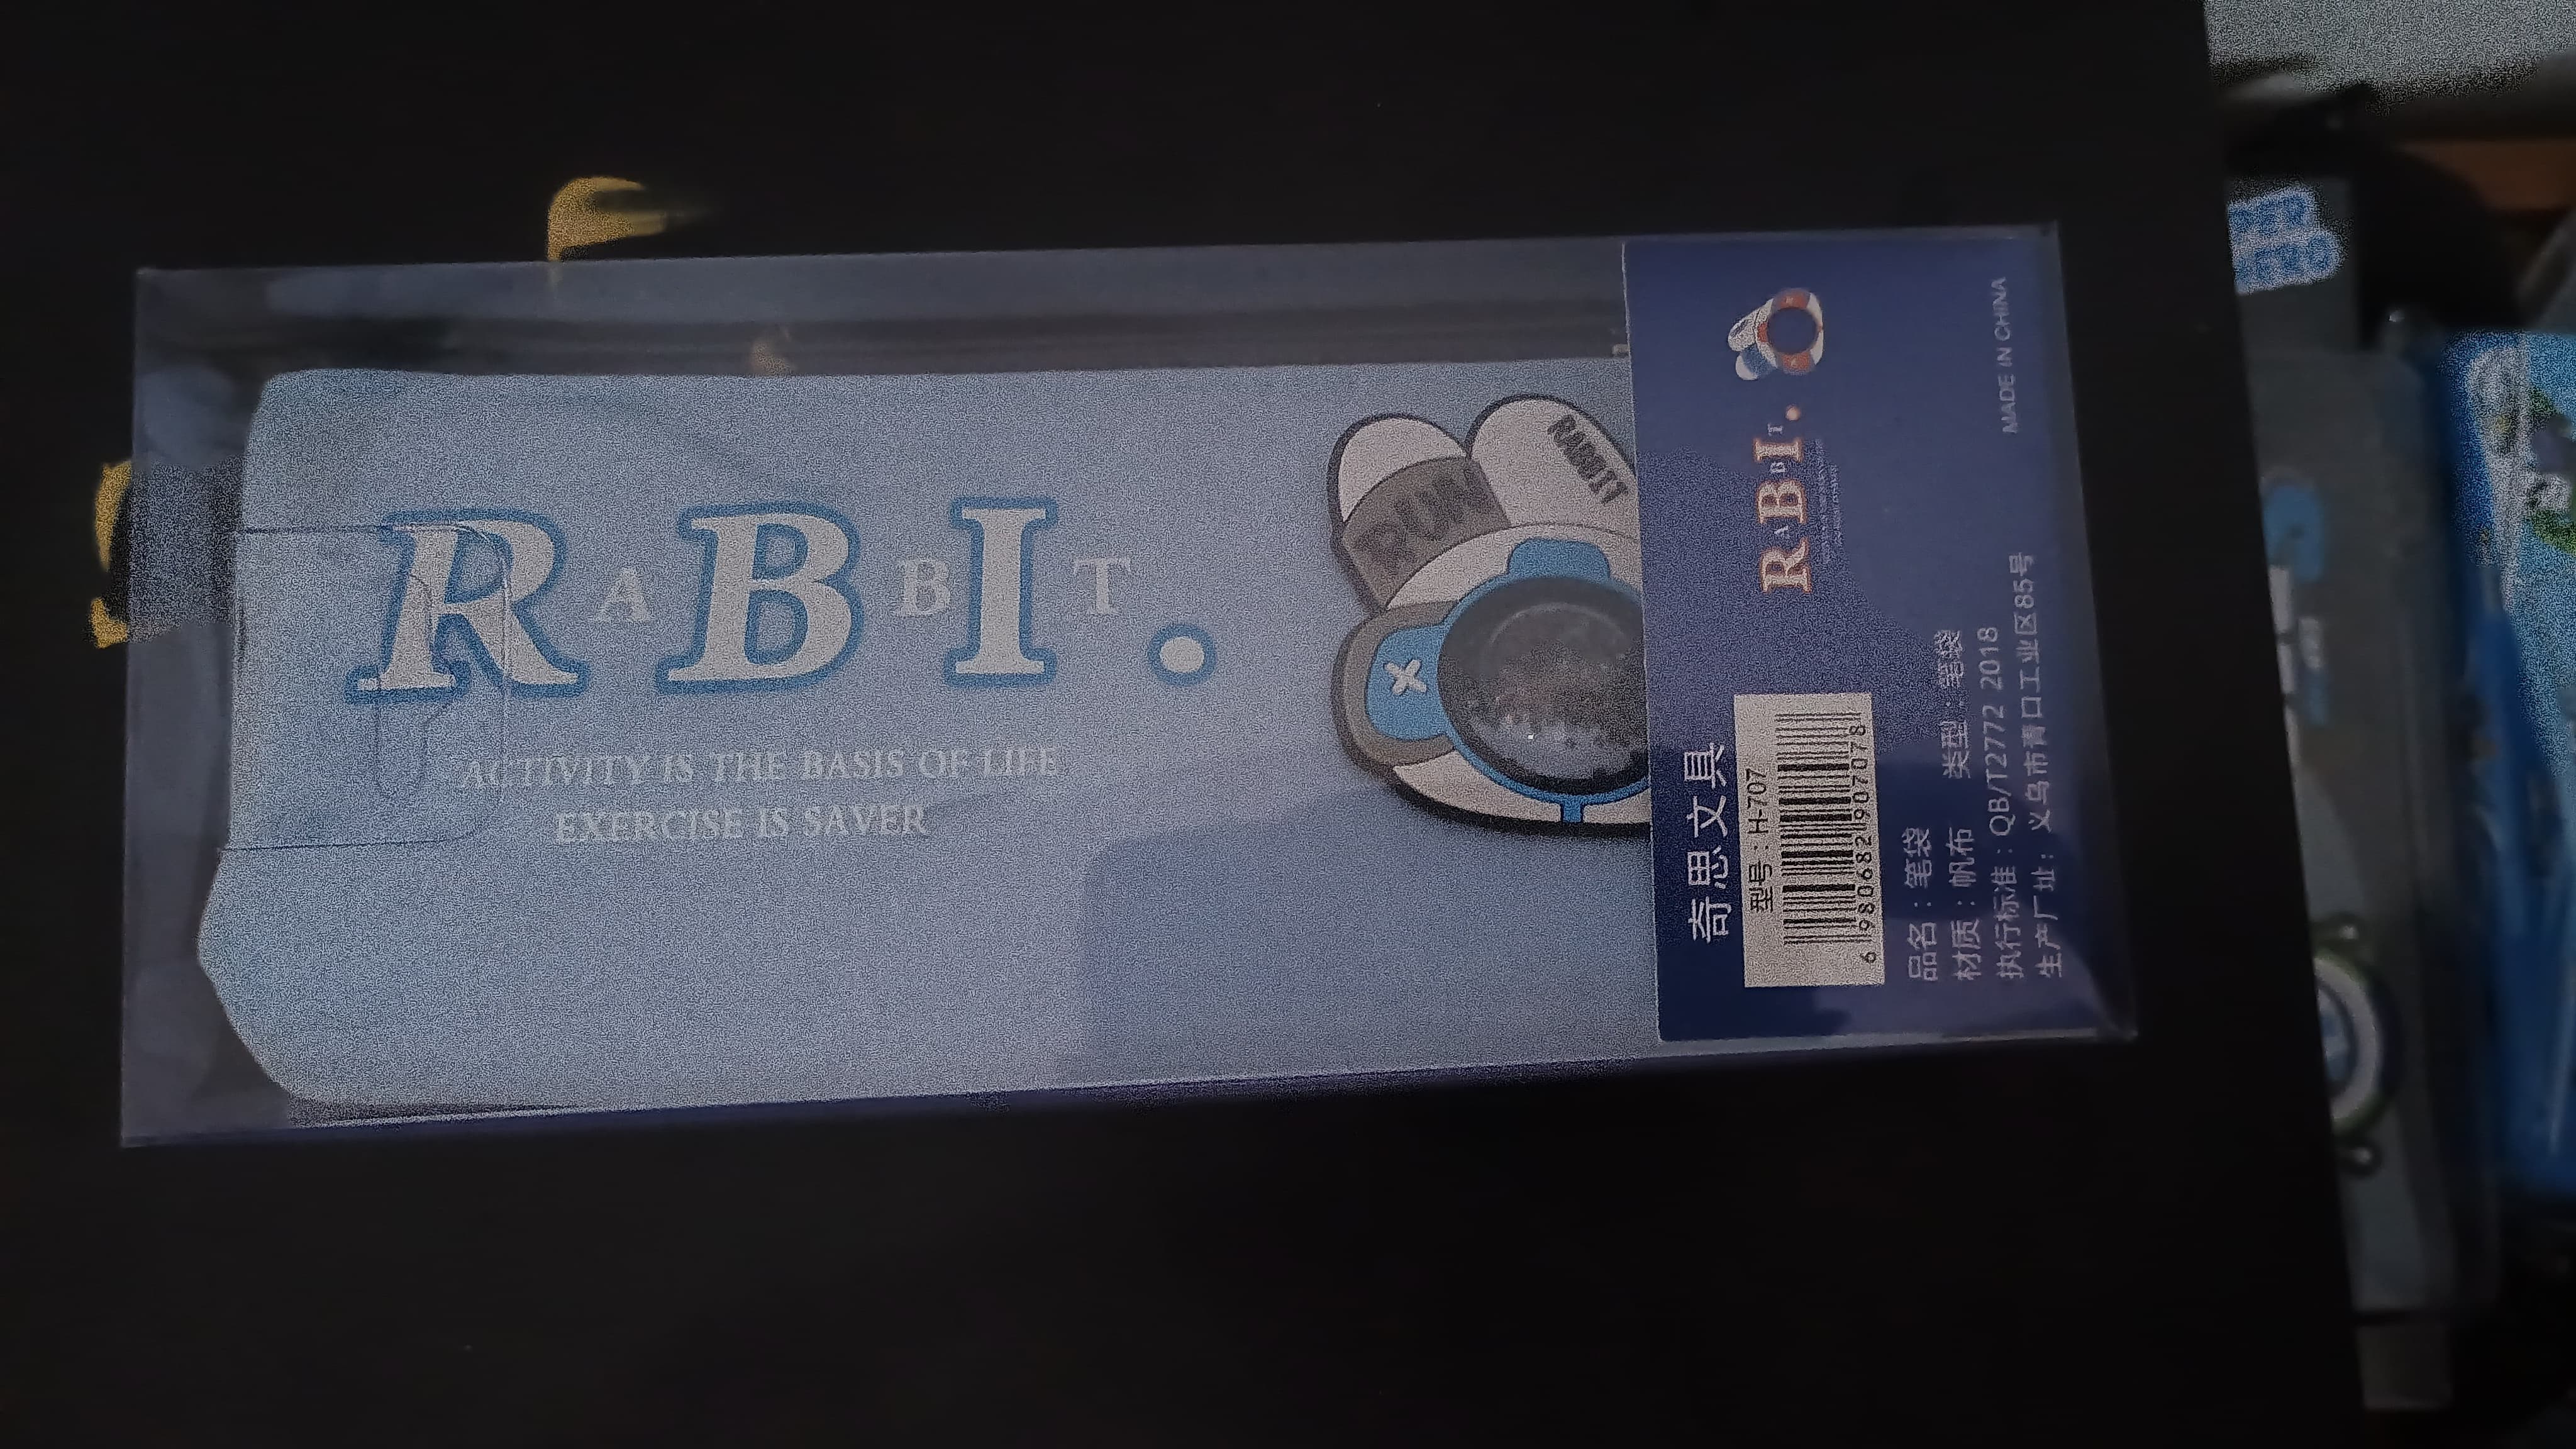 RABBIT.
ACTIVITY IS THE BASIS OF LIFE
EXERCISE IS SAVER
RUN
RABBIT
奇思文具
型号：H-707
6 980682 907078
RABBIT.
品名：笔袋 类型：笔袋
材质：帆布
执行标准：QB/T2772 2018
生产厂址：义乌市青口工业区85号
MADE IN CHINA